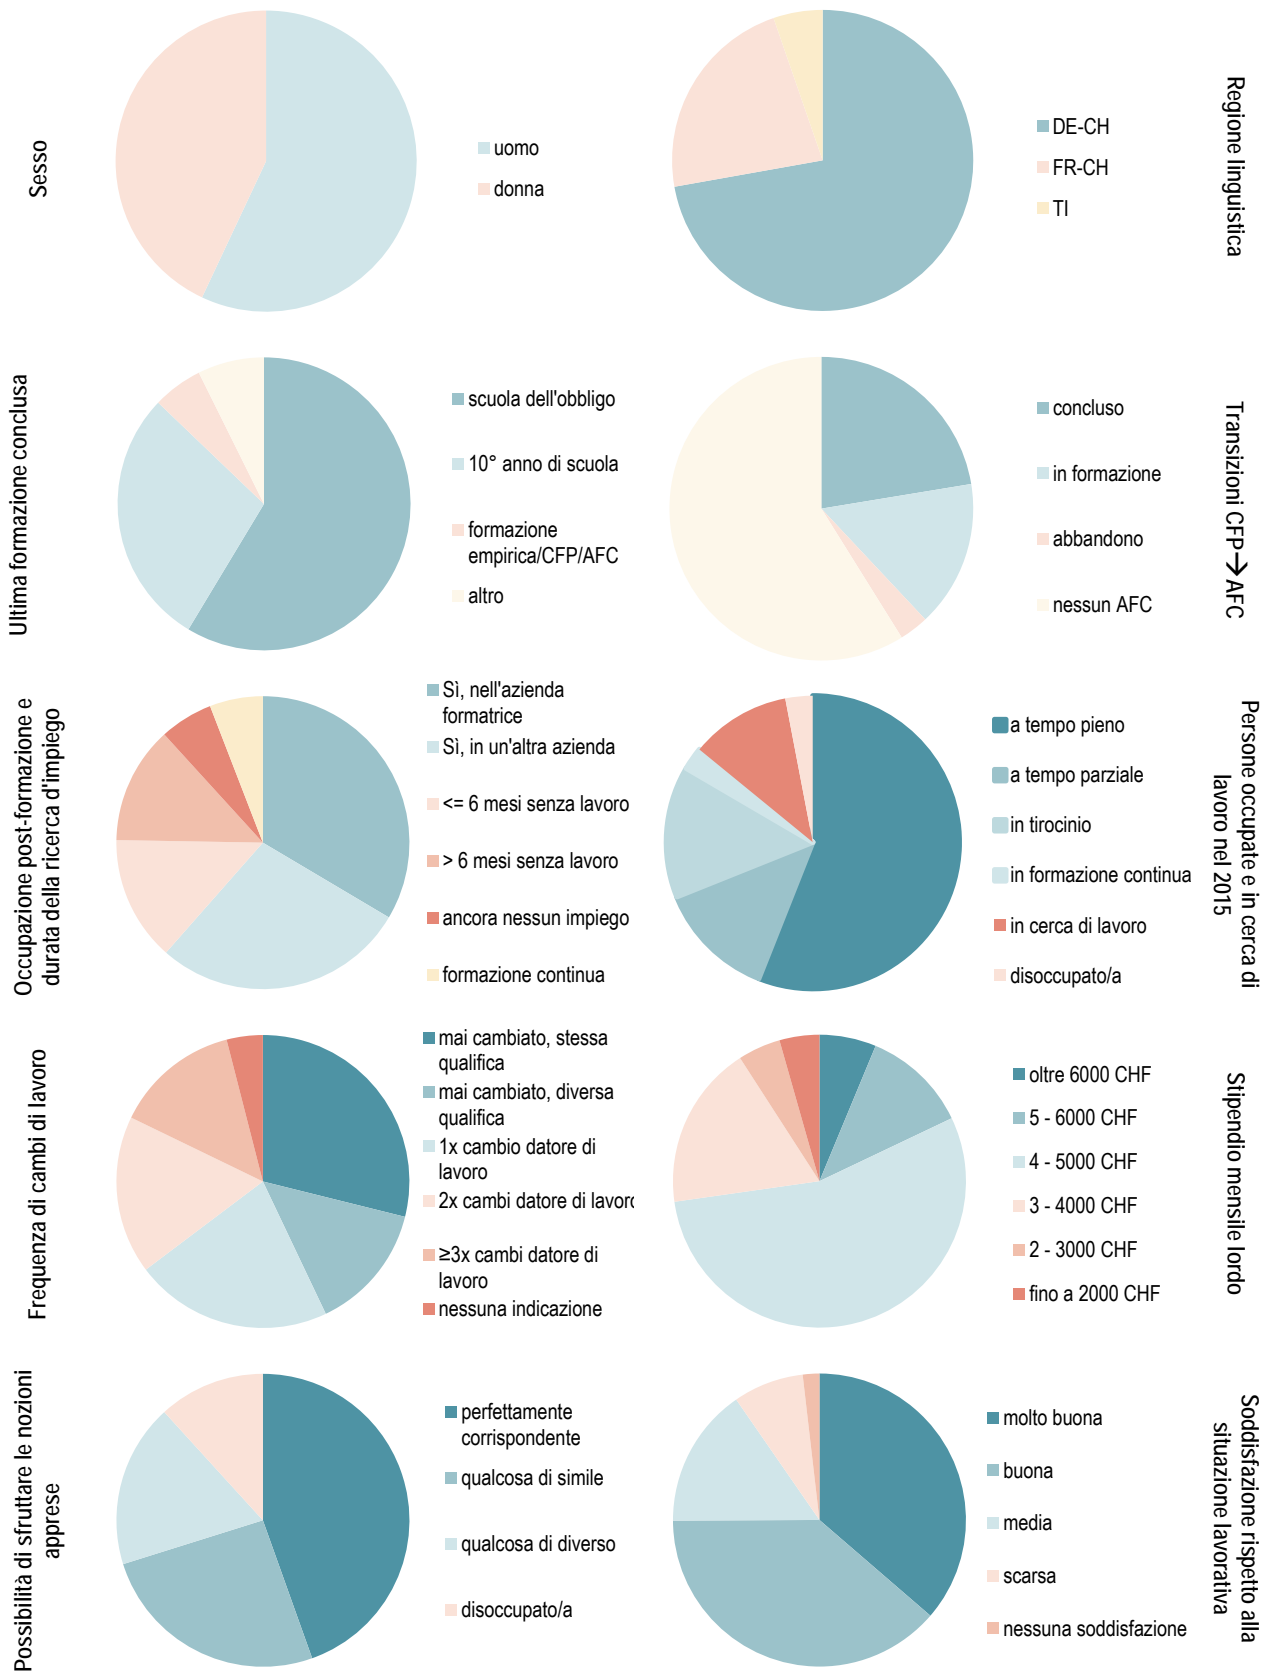 Sesso
uomo
donna
DE-CH
FR-CH
TI
Regione linguistica
Ultima formazione conclusa
scuola dell'obbligo
10° anno di scuola
formazione
empirica/CFP/AFC
altro
concluso
in formazione
abbandono
nessun AFC
Transizioni CFP→AFC
Occupazione post-formazione e
durata della ricerca d'impiego
Sì, nell'azienda
formatrice
Sì, in un'altra azienda
<= 6 mesi senza lavoro
> 6 mesi senza lavoro
ancora nessun impiego
formazione continua
a tempo pieno
a tempo parziale
in tirocinio
in formazione continua
in cerca di lavoro
disoccupato/a
Persone occupate e in cerca di
lavoro nel 2015
Frequenza di cambi di lavoro
mai cambiato, stessa
qualifica
mai cambiato, diversa
qualifica
1x cambio datore di
lavoro
2x cambi datore di lavoro
≥3x cambi datore di
lavoro
nessuna indicazione
oltre 6000 CHF
5 - 6000 CHF
4 - 5000 CHF
3 - 4000 CHF
2 - 3000 CHF
fino a 2000 CHF
Stipendio mensile lordo
Possibilità di sfruttare le nozioni
apprese
perfettamente
corrispondente
qualcosa di simile
qualcosa di diverso
disoccupato/a
molto buona
buona
media
scarsa
nessuna soddisfazione
Soddisfazione rispetto alla
situazione lavorativa